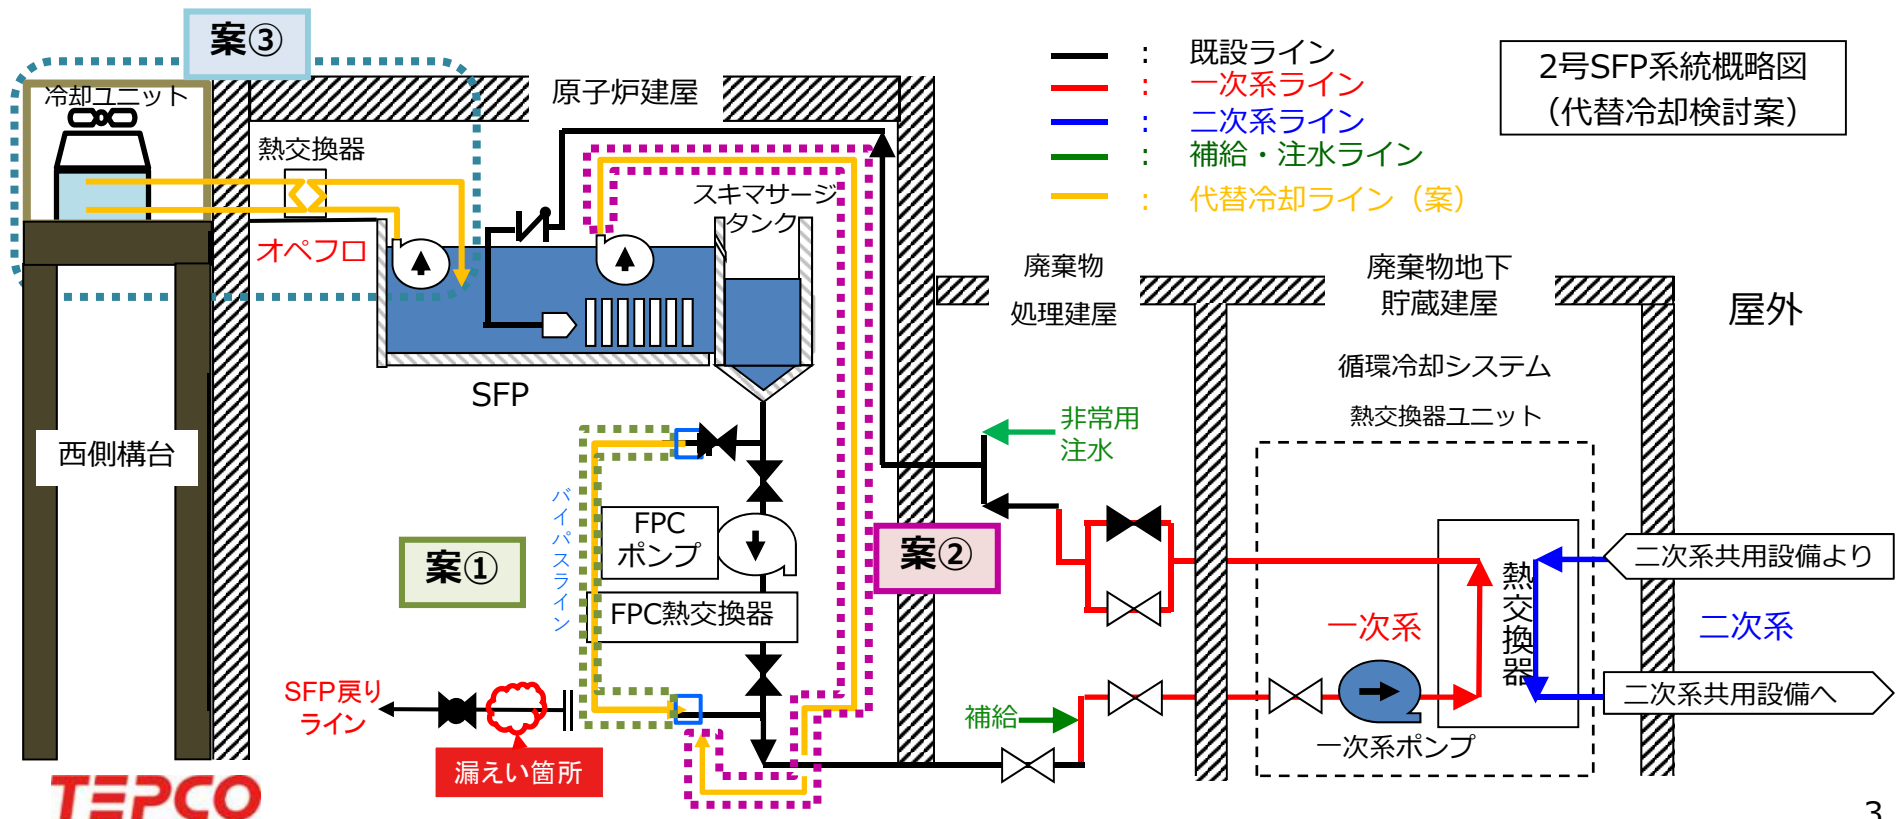 案③
冷却ユニット
原子炉建屋
熱交換器
オペフロ
スキマサージ
タンク
SFP
西側構台
: 既設ライン
: 一次系ライン
: 二次系ライン
: 補給・注水ライン
: 代替冷却ライン（案）
2号SFP系統概略図
（代替冷却検討案）
廃棄物
処理建屋
廃棄物地下
貯蔵建屋
屋外
循環冷却システム
熱交換器ユニット
非常用
注水
バイパスライン
FPC
ポンプ
FPC熱交換器
案①
案②
熱交換器
二次系共用設備より
一次系
二次系
二次系共用設備へ
一次系ポンプ
補給
SFP戻り
ライン
漏えい箇所
TEPCO
3